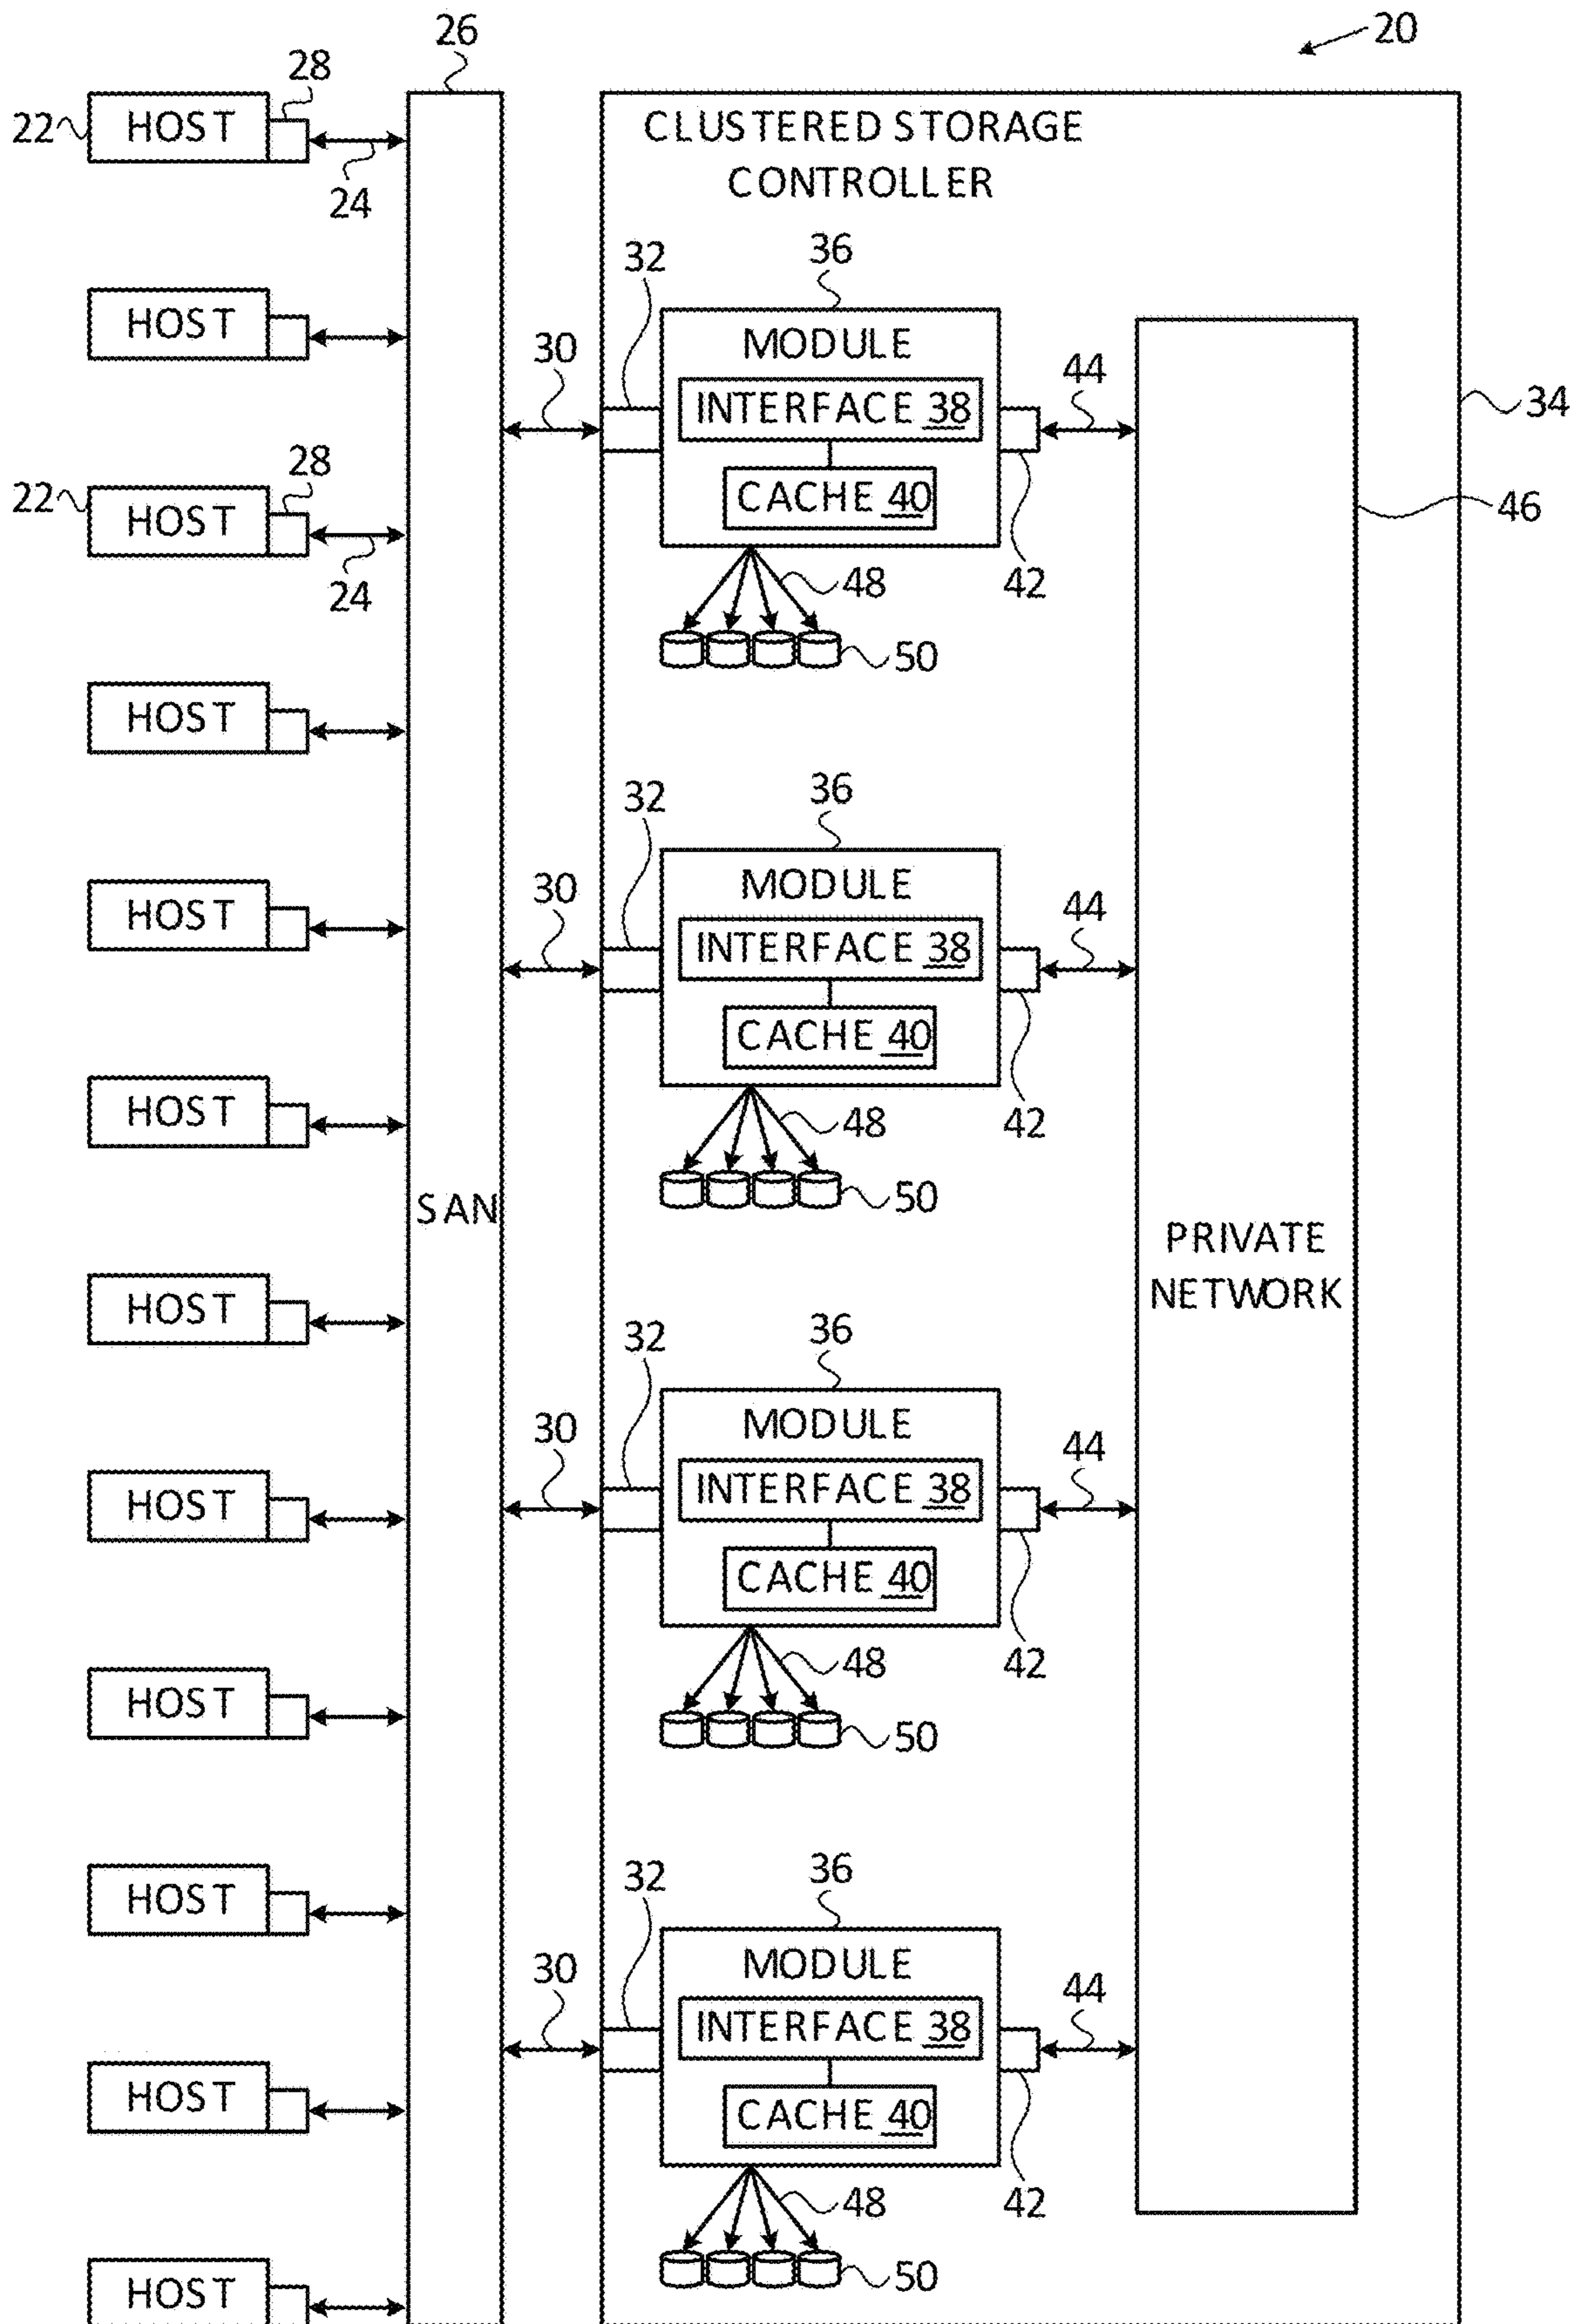 20
26
28
22 HOST
24
CLUSTERED STORAGE
CONTROLLER
HOST
28
22 HOST
24
HOST
HOST
HOST
HOST
HOST
HOST
HOST
HOST
HOST
SAN
32
36
30
MODULE
INTERFACE 38
CACHE 40
44
42
48
50
34
46
32
36
30
MODULE
INTERFACE 38
CACHE 40
44
42
48
50
PRIVATE
NETWORK
32
36
30
MODULE
INTERFACE 38
CACHE 40
44
42
48
50
32
36
30
MODULE
INTERFACE 38
CACHE 40
44
42
48
50